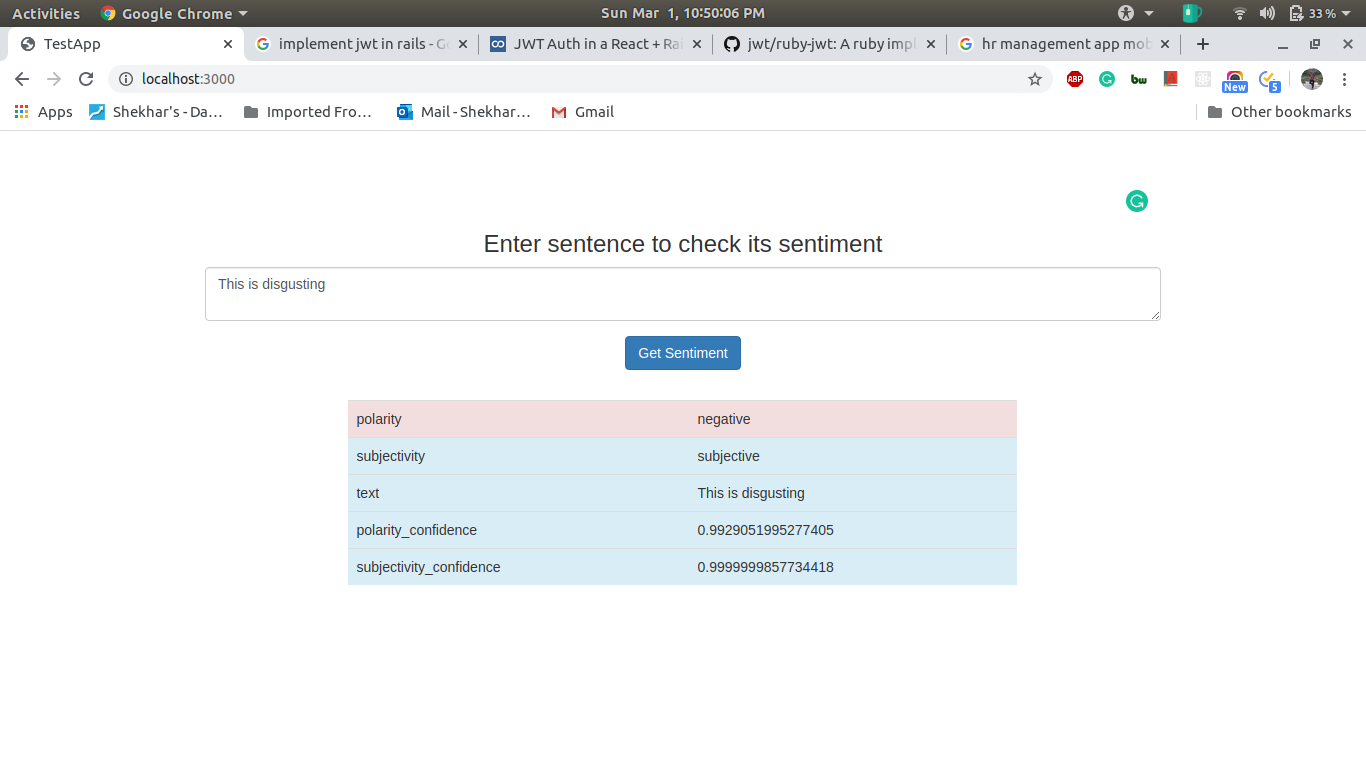 Activities Google Chrome Sun Mar 1, 10:50:06 PM 33 %
TestApp implement jwt in rails - Go JWT Auth in a React + Rai jwt/ruby-jwt: A ruby impl hr management app mob
localhost:3000 ABP bw New 5
Apps Shekhar's - Da... Imported Fro... Mail - Shekhar... Gmail Other bookmarks
Enter sentence to check its sentiment
This is disgusting
Get Sentiment
polarity negative
subjectivity subjective
text This is disgusting
polarity_confidence 0.9929051995277405
subjectivity_confidence 0.9999999857734418